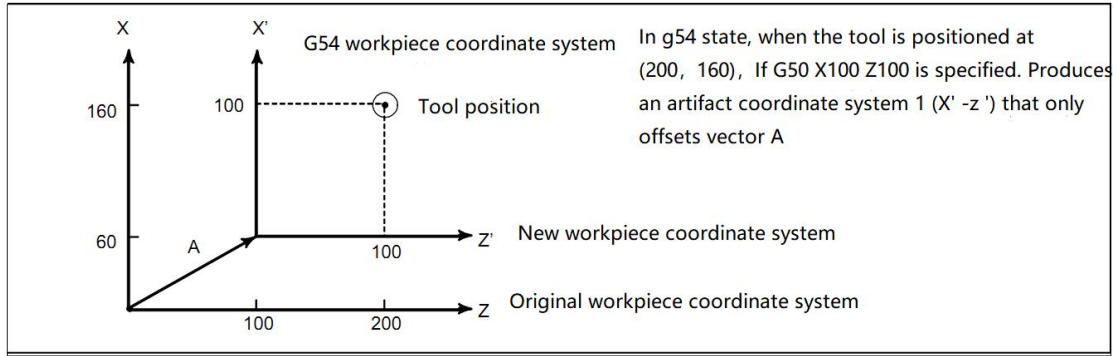 X
X'
G54 workpiece coordinate system
In g54 state, when the tool is positioned at
(200, 160), If G50 X100 Z100 is specified. Produces
an artifact coordinate system 1 (X' -z ') that only
offsets vector A
160
100
Tool position
60
A
Z'
New workpiece coordinate system
100
Z
Original workpiece coordinate system
100
200